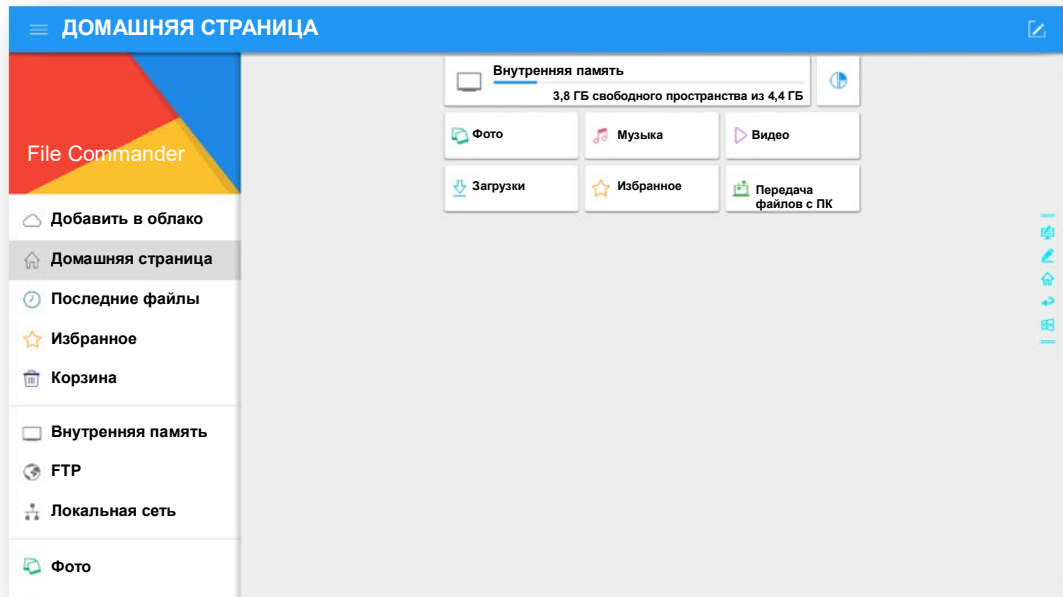 ДОМАШНЯЯ СТРАНИЦА
File Commander
Добавить в облако
Домашняя страница
Последние файлы
Избранное
Корзина
Внутренняя память
FTP
Локальная сеть
Фото
Внутренняя память
3,8 ГБ свободного пространства из 4,4 ГБ
Фото
Музыка
Видео
Загрузки
Избранное
Передача
файлов с ПК